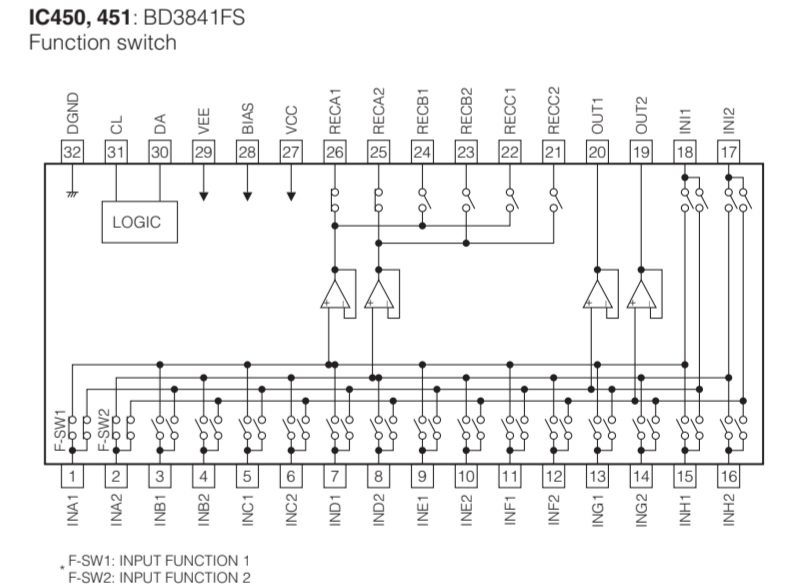 IC450, 451: BD3841FS
Function switch
DGND CL DA VEE BIAS VCC RECA1 RECA2 RECB1 RECB2 RECC1 RECC2 OUT1 OUT2 INI1 INI2
32 31 30 29 28 27 26 25 24 23 22 21 20 19 18 17
LOGIC
+ - + - + - + -
F-SW1 F-SW2
1 2 3 4 5 6 7 8 9 10 11 12 13 14 15 16
INA1 INA2 INB1 INB2 INC1 INC2 IND1 IND2 INE1 INE2 INF1 INF2 ING1 ING2 INH1 INH2
* F-SW1: INPUT FUNCTION 1
F-SW2: INPUT FUNCTION 2